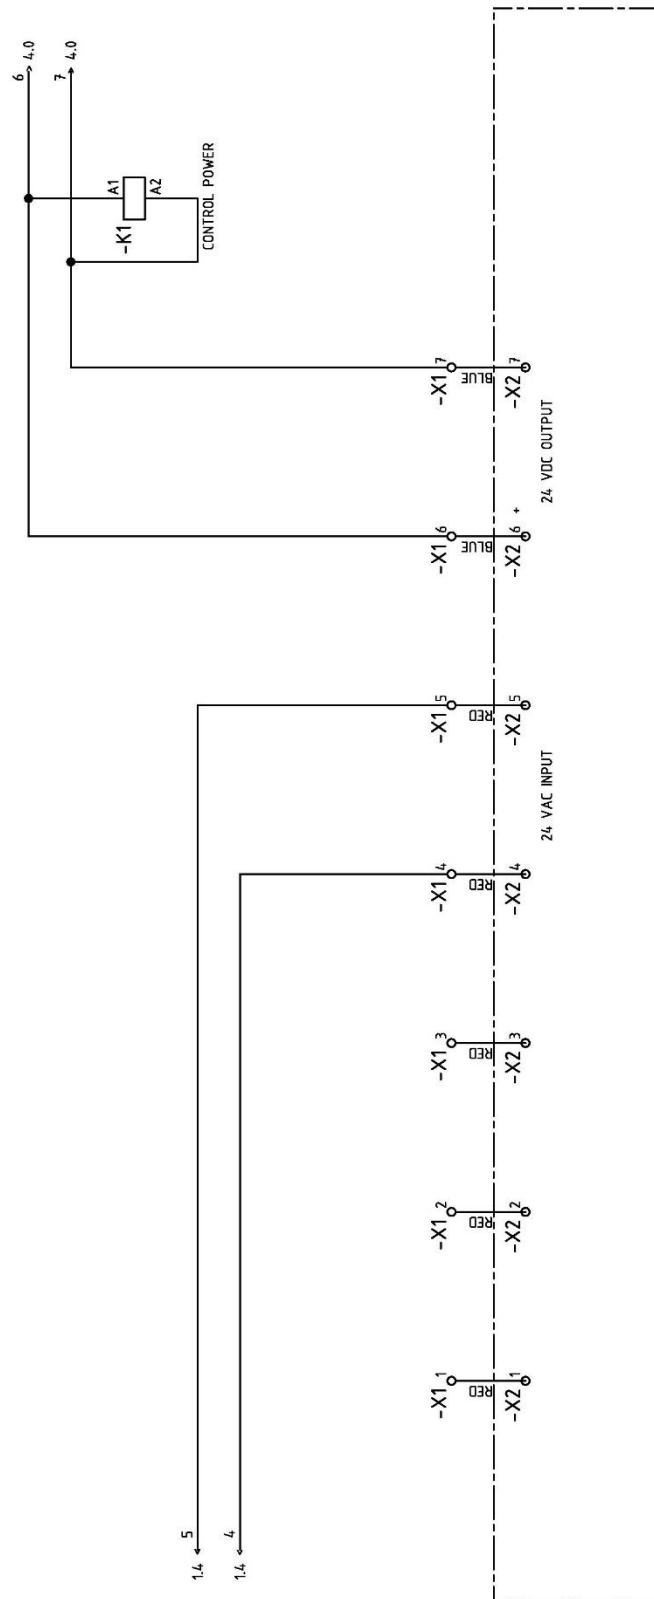 6 4.0
7 4.0
A1
-K1
A2
1.4 5
CONTROL POWER
1.4 4
-X1 1
-X1 2
-X1 3
-X1 4
-X1 5
-X1 6
-X1 7
RED
RED
RED
RED
RED
BLUE
BLUE
-X2 1
-X2 2
-X2 3
-X2 4
-X2 5
-X2 6 +
-X2 7
24 VAC INPUT
24 VDC OUTPUT